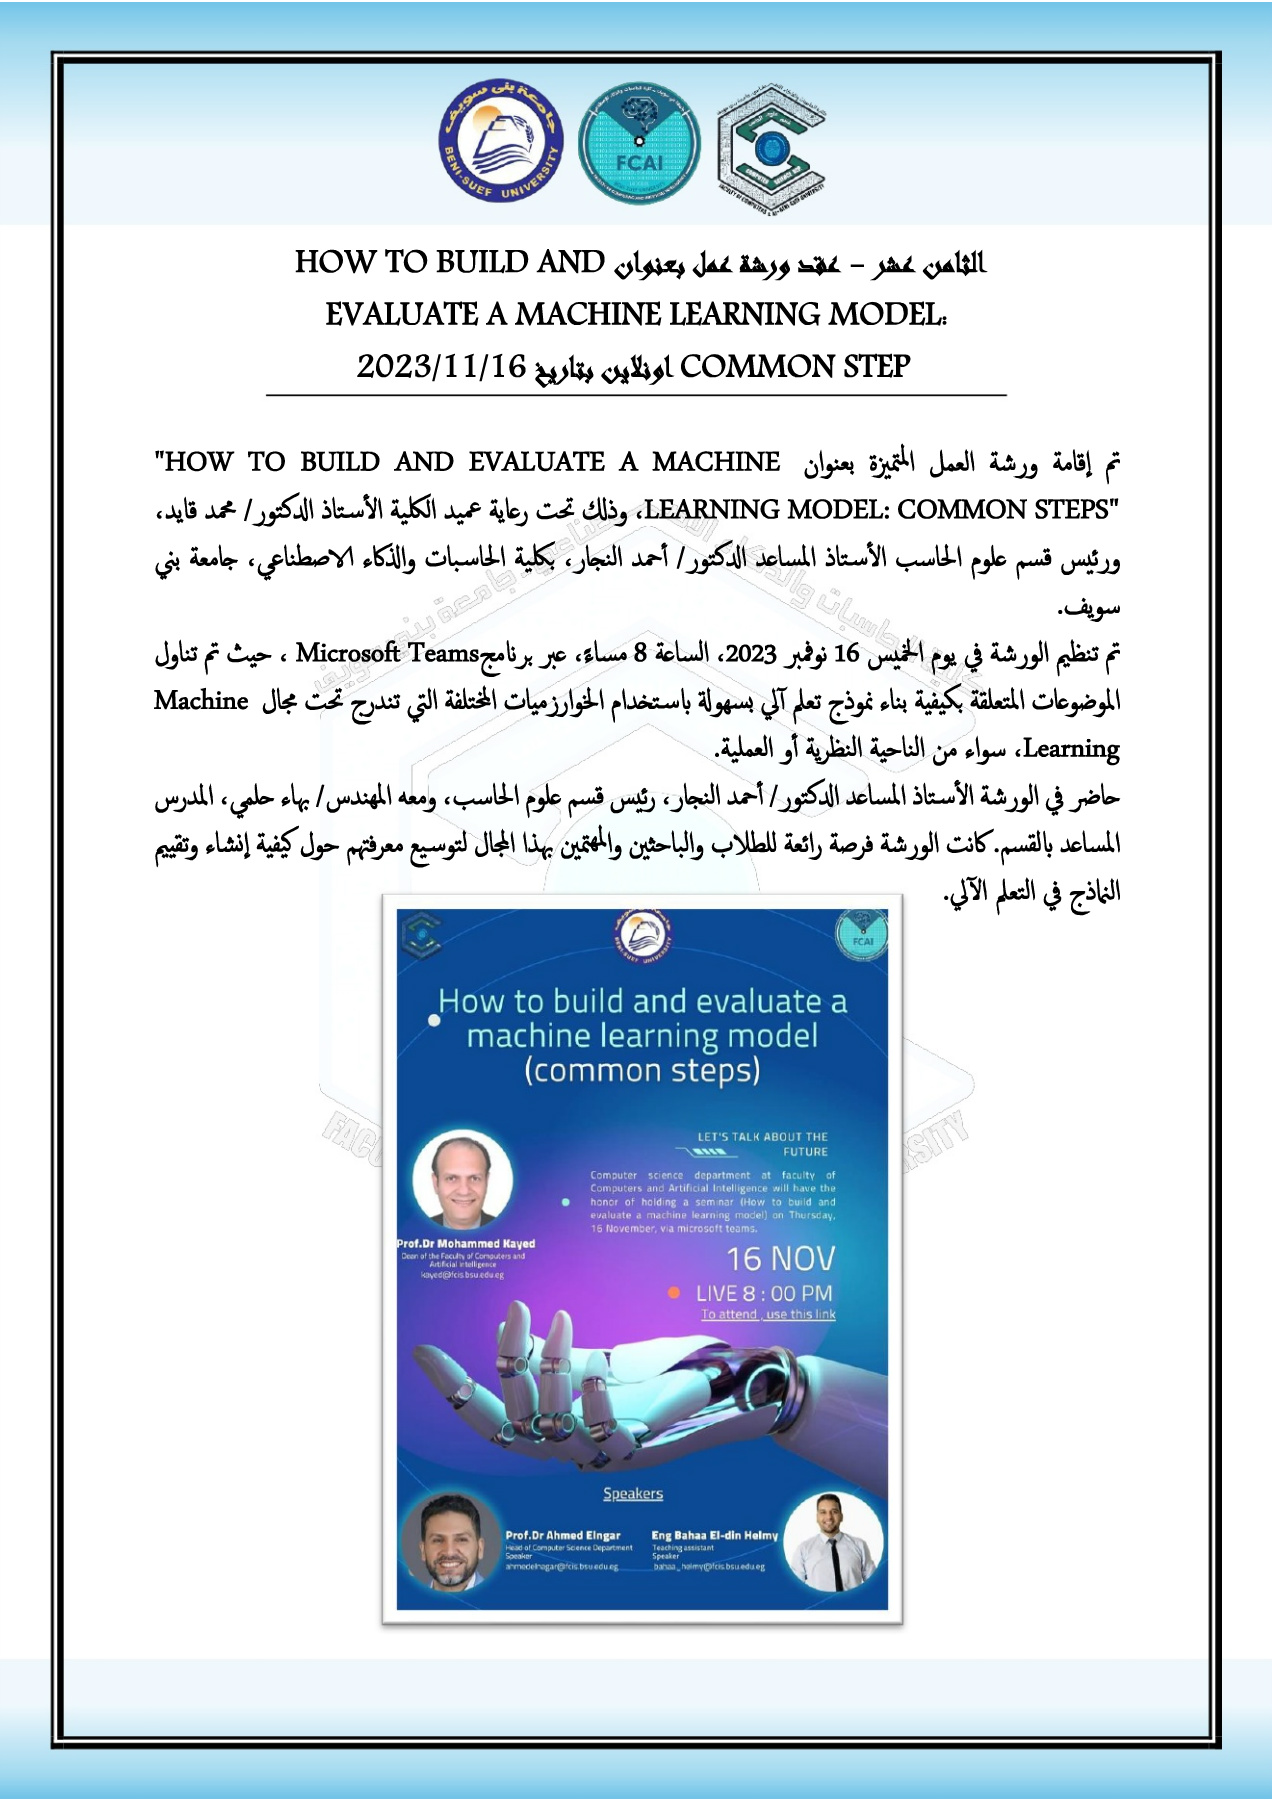 جامعة بنى سويف
BENI-SUEF UNIVERSITY
FCAI
الثامن عشر – عقد ورشة عمل بعنوان HOW TO BUILD AND
EVALUATE A MACHINE LEARNING MODEL:
COMMON STEP اونلاين بتاريخ 2023/11/16
تم إقامة ورشة العمل المتميزة بعنوان "HOW TO BUILD AND EVALUATE A MACHINE
LEARNING MODEL: COMMON STEPS"، وذلك تحت رعاية عميد الكلية الأستاذ الدكتور/ محمد قايد،
ورئيس قسم علوم الحاسب الأستاذ المساعد الدكتور/ أحمد النجار، بكلية الحاسبات والذكاء الاصطناعي، جامعة بني
سويف.
تم تنظيم الورشة في يوم الخميس 16 نوفمبر 2023، الساعة 8 مساءً، عبر برنامجMicrosoft Teams ، حيث تم تناول
الموضوعات المتعلقة بكيفية بناء نموذج تعلم آلي بسهولة باستخدام الخوارزميات المختلفة التي تندرج تحت مجال Machine
Learning، سواء من الناحية النظرية أو العملية.
حاضر في الورشة الأستاذ المساعد الدكتور/ أحمد النجار، رئيس قسم علوم الحاسب، ومعه المهندس/ بهاء حلمي، المدرس
المساعد بالقسم.كانت الورشة فرصة رائعة للطلاب والباحثين والمهتمين بهذا المجال لتوسيع معرفتهم حول كيفية إنشاء وتقييم
النماذج في التعلم الآلي.
FCAI
How to build and evaluate a
machine learning model
(common steps)
LET'S TALK ABOUT THE
FUTURE
Computer science department at faculty of
Computers and Artificial Intelligence will have the
honor of holding a seminar (How to build and
evaluate a machine learning model) on Thursday,
16 November, via microsoft teams.
Prof.Dr Mohammed Kayed
Dean of the Faculty of Computers and
Artificial Intelligence
kayed@fcis.bsu.edu.eg
16 NOV
LIVE 8 : 00 PM
To attend , use this link
Speakers
Prof.Dr Ahmed Elngar
Head of Computer Science Department
Speaker
ahmedelnagar@fcis.bsu.edu.eg
Eng Bahaa El-din Helmy
Teaching assistant
Speaker
bahaa_helmy@fcis.bsu.edu.eg